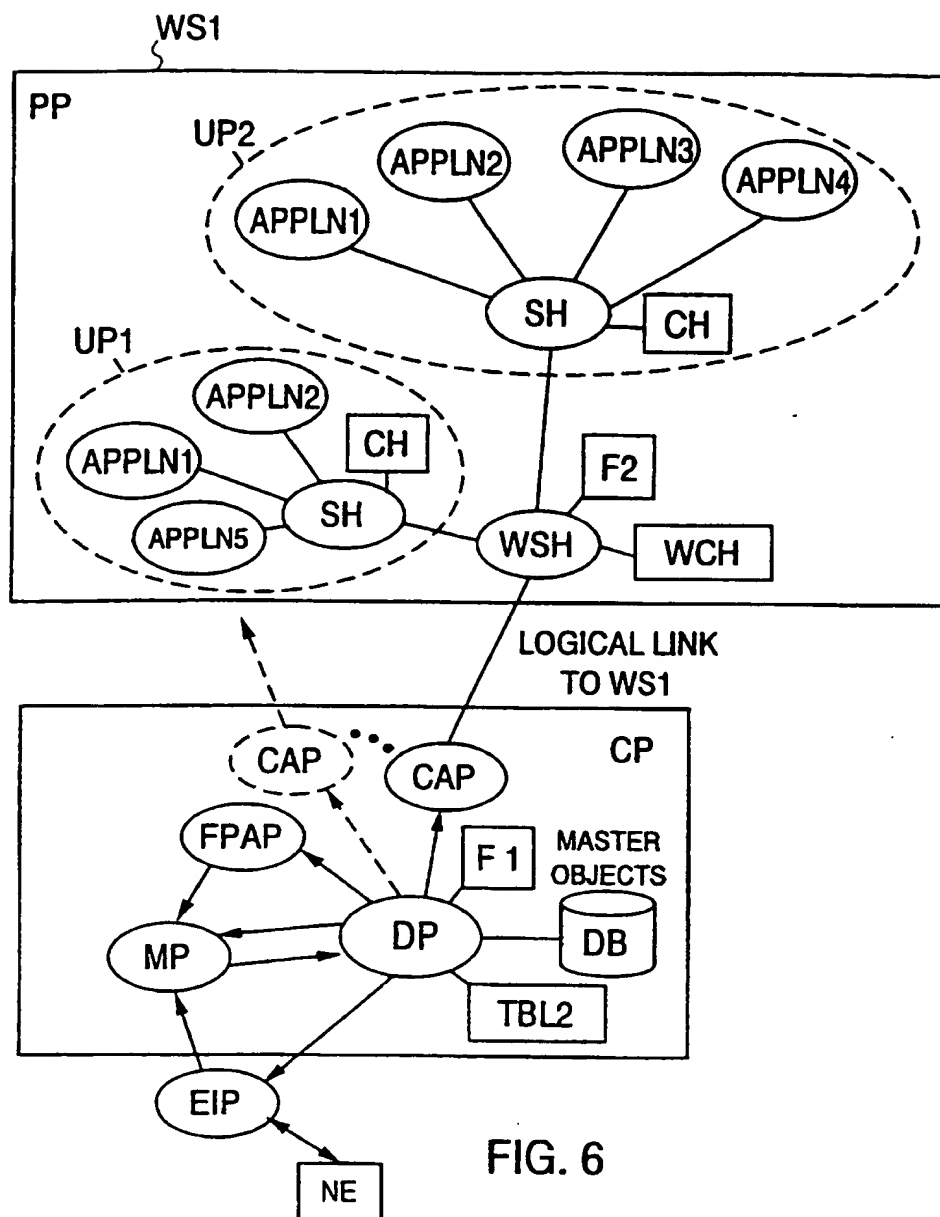 WS1
PP
UP2
APPLN1
APPLN2
APPLN3
APPLN4
SH
CH
UP1
APPLN2
APPLN1
APPLN5
CH
SH
F2
WSH
WCH
LOGICAL LINK
TO WS1
CP
CAP
CAP
FPAP
F 1
MASTER
OBJECTS
MP
DP
DB
TBL2
EIP
NE
FIG. 6